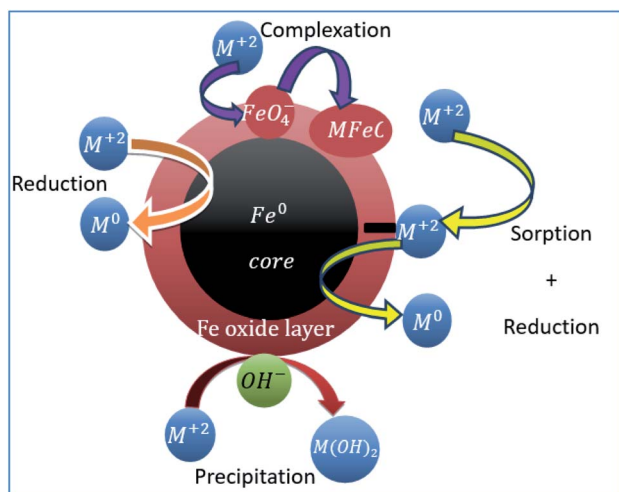 Complexation
M⁺²
FeO₄⁻
MFeO
M⁺²
M⁺²
Reduction
M⁰
Fe⁰
core
M⁺²
Sorption
+
Reduction
M⁰
Fe oxide layer
OH⁻
M⁺²
M(OH)₂
Precipitation